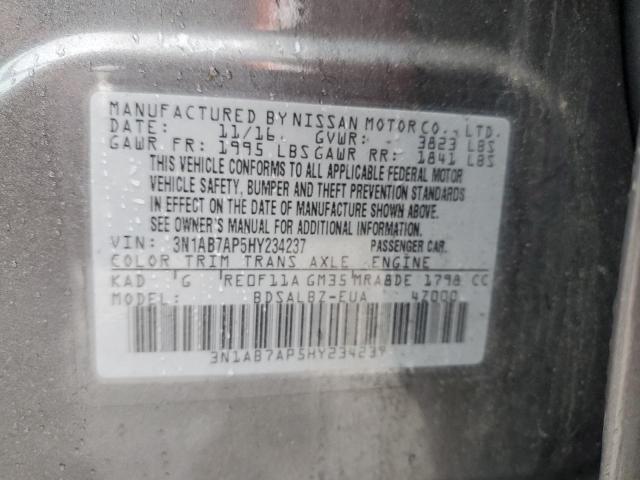 MANUFACTURED BY NISSAN MOTOR CO., LTD.
DATE: 11/16 GVWR: 3823 LBS
GAWR FR: 1995 LBS GAWR RR: 1841 LBS
THIS VEHICLE CONFORMS TO ALL APPLICABLE FEDERAL MOTOR
VEHICLE SAFETY, BUMPER AND THEFT PREVENTION STANDARDS
IN EFFECT ON THE DATE OF MANUFACTURE SHOWN ABOVE.
SEE OWNER'S MANUAL FOR ADDITIONAL INFORMATION.
VIN: 3N1AB7AP5HY234237 PASSENGER CAR.
COLOR TRIM TRANS AXLE ENGINE
KAD G RE0F11A GM35 MRA8DE 1798 CC
MODEL: BDSALBZ-EUA 47000
3N1AB7AP5HY234237